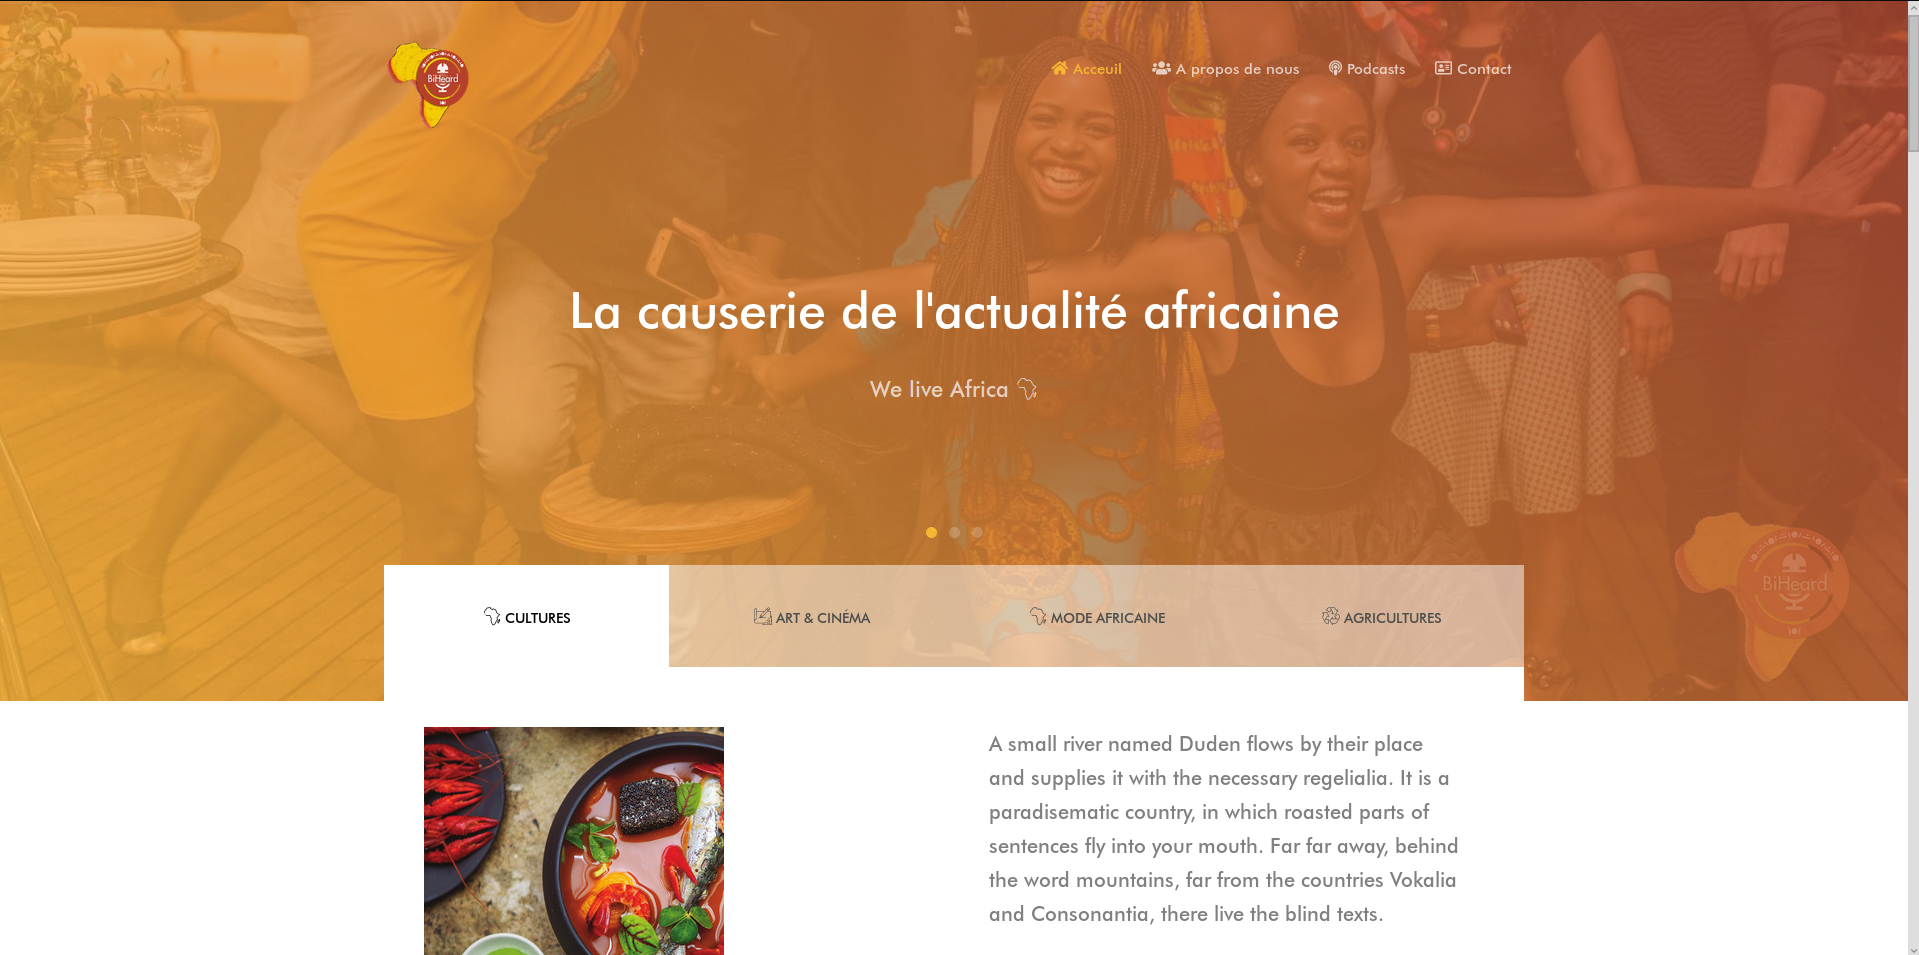 BiHeard
Acceuil
A propos de nous
Podcasts
Contact
La causerie de l'actualité africaine
We live Africa
BiHeard
CULTURES
ART & CINÉMA
MODE AFRICAINE
AGRICULTURES
A small river named Duden flows by their place
and supplies it with the necessary regelialia. It is a
paradisematic country, in which roasted parts of
sentences fly into your mouth. Far far away, behind
the word mountains, far from the countries Vokalia
and Consonantia, there live the blind texts.